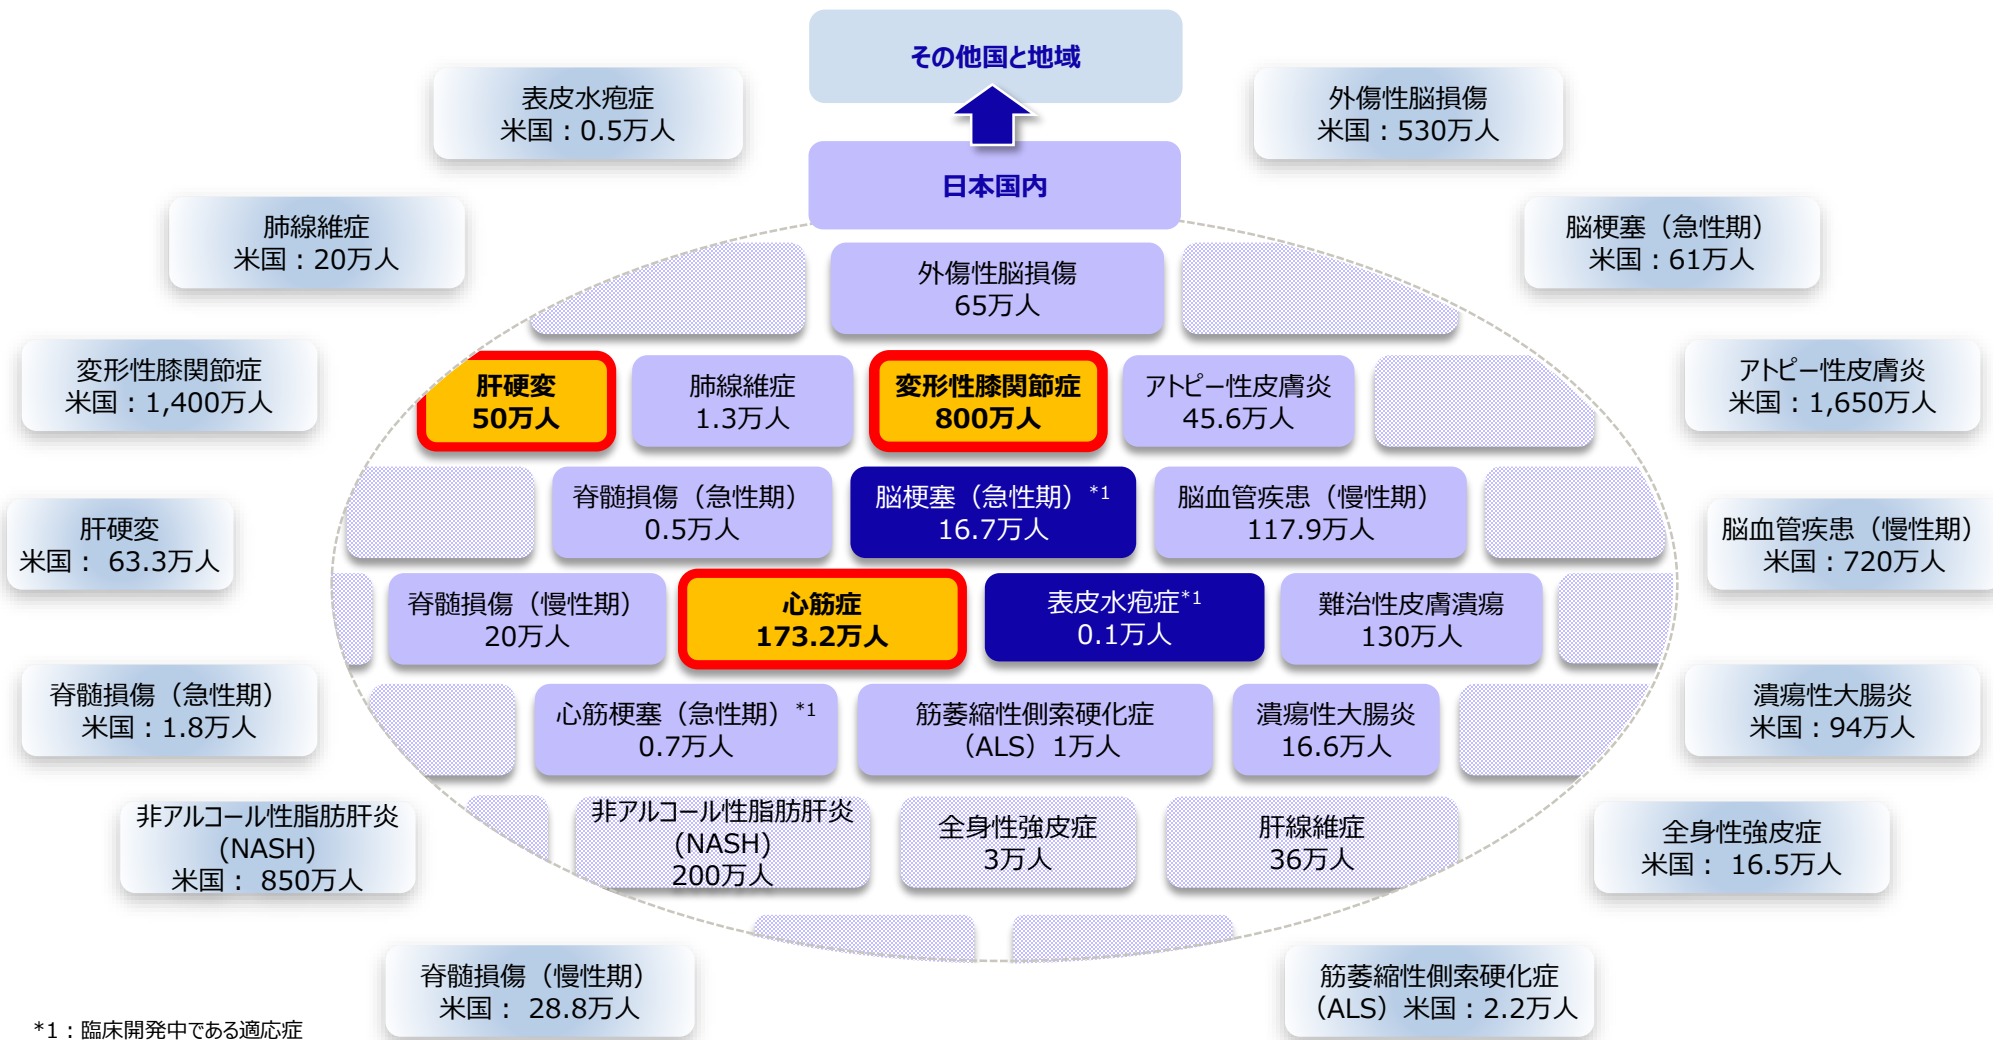 その他国と地域
表皮水疱症
米国：0.5万人
外傷性脳損傷
米国：530万人
日本国内
肺線維症
米国：20万人
脳梗塞（急性期）
米国：61万人
外傷性脳損傷
65万人
変形性膝関節症
米国：1,400万人
肝硬変
50万人
肺線維症
1.3万人
変形性膝関節症
800万人
アトピー性皮膚炎
45.6万人
アトピー性皮膚炎
米国：1,650万人
肝硬変
米国： 63.3万人
脊髄損傷（急性期）
0.5万人
脳梗塞（急性期）*1
16.7万人
脳血管疾患（慢性期）
117.9万人
脳血管疾患（慢性期）
米国：720万人
脊髄損傷（慢性期）
20万人
心筋症
173.2万人
表皮水疱症*1
0.1万人
難治性皮膚潰瘍
130万人
脊髄損傷（急性期）
米国：1.8万人
心筋梗塞（急性期）*1
0.7万人
筋萎縮性側索硬化症
（ALS）1万人
潰瘍性大腸炎
16.6万人
潰瘍性大腸炎
米国：94万人
非アルコール性脂肪肝炎
(NASH)
米国： 850万人
非アルコール性脂肪肝炎
(NASH)
200万人
全身性強皮症
3万人
肝線維症
36万人
全身性強皮症
米国： 16.5万人
脊髄損傷（慢性期）
米国： 28.8万人
筋萎縮性側索硬化症
（ALS）米国：2.2万人
*1：臨床開発中である適応症